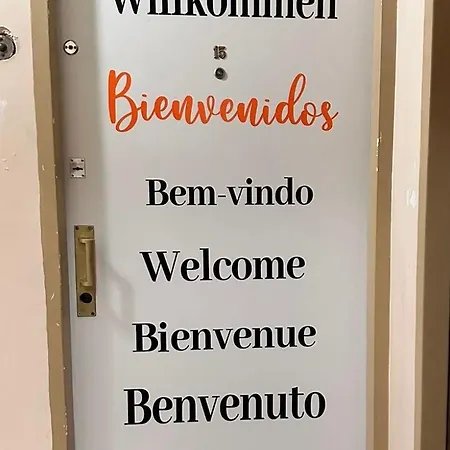 Willkommen
15
Bienvenidos
Bem-vindo
Welcome
Bienvenue
Benvenuto